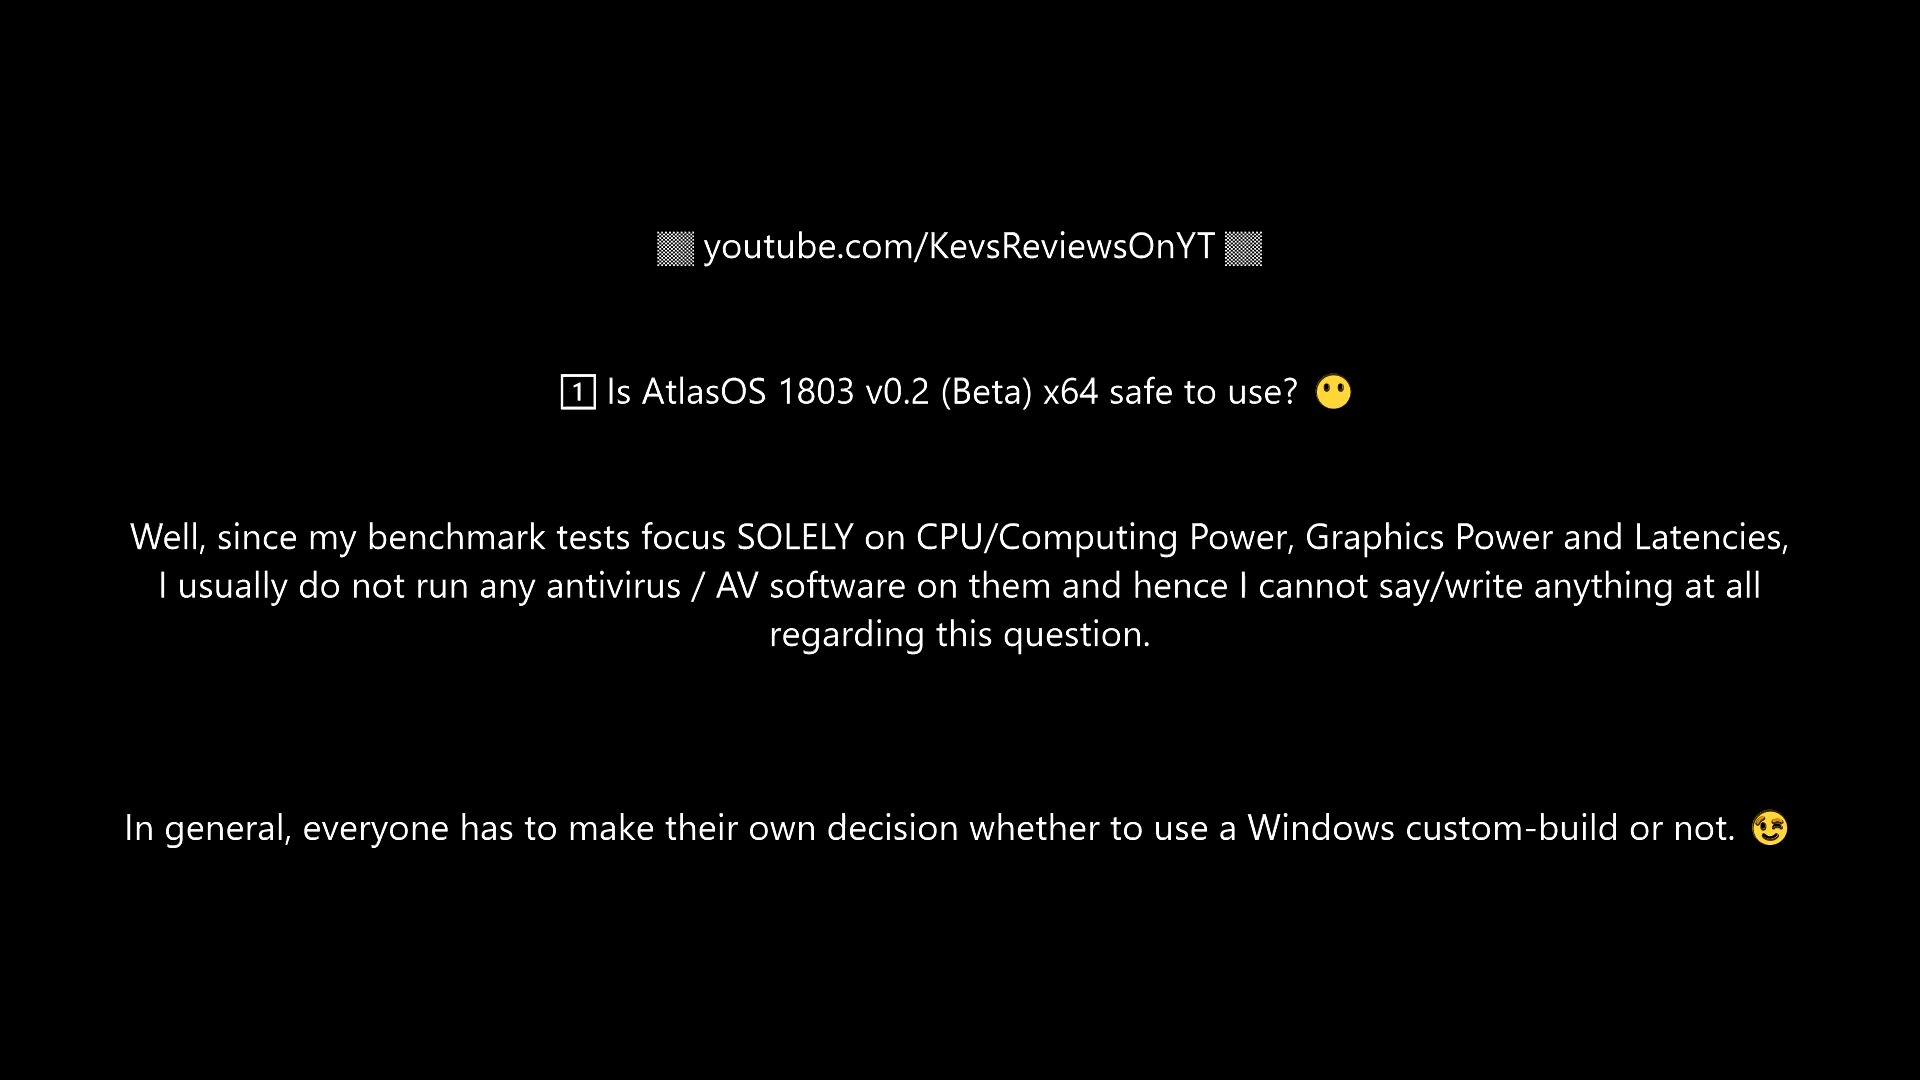 ▒▒ youtube.com/KevsReviewsOnYT ▒▒
1️⃣ Is AtlasOS 1803 v0.2 (Beta) x64 safe to use? 😶
Well, since my benchmark tests focus SOLELY on CPU/Computing Power, Graphics Power and Latencies,
I usually do not run any antivirus / AV software on them and hence I cannot say/write anything at all
regarding this question.
In general, everyone has to make their own decision whether to use a Windows custom-build or not. 😉